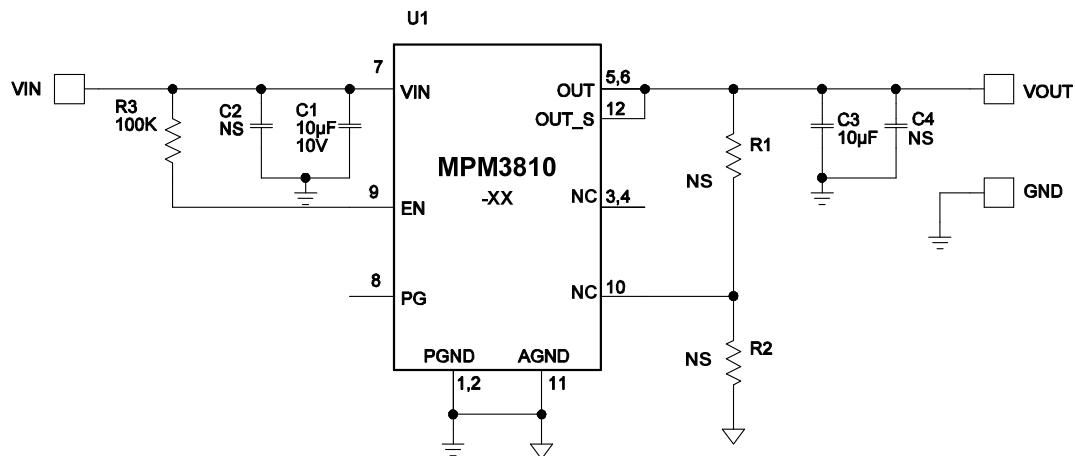 U1
VIN
7
VIN
R3
100K
C2
NS
C1
10µF
10V
9
EN
8
PG
MPM3810
-XX
OUT
5,6
OUT_S
12
NC
3,4
NC
10
PGND
1,2
AGND
11
R1
NS
R2
NS
C3
10µF
C4
NS
VOUT
GND